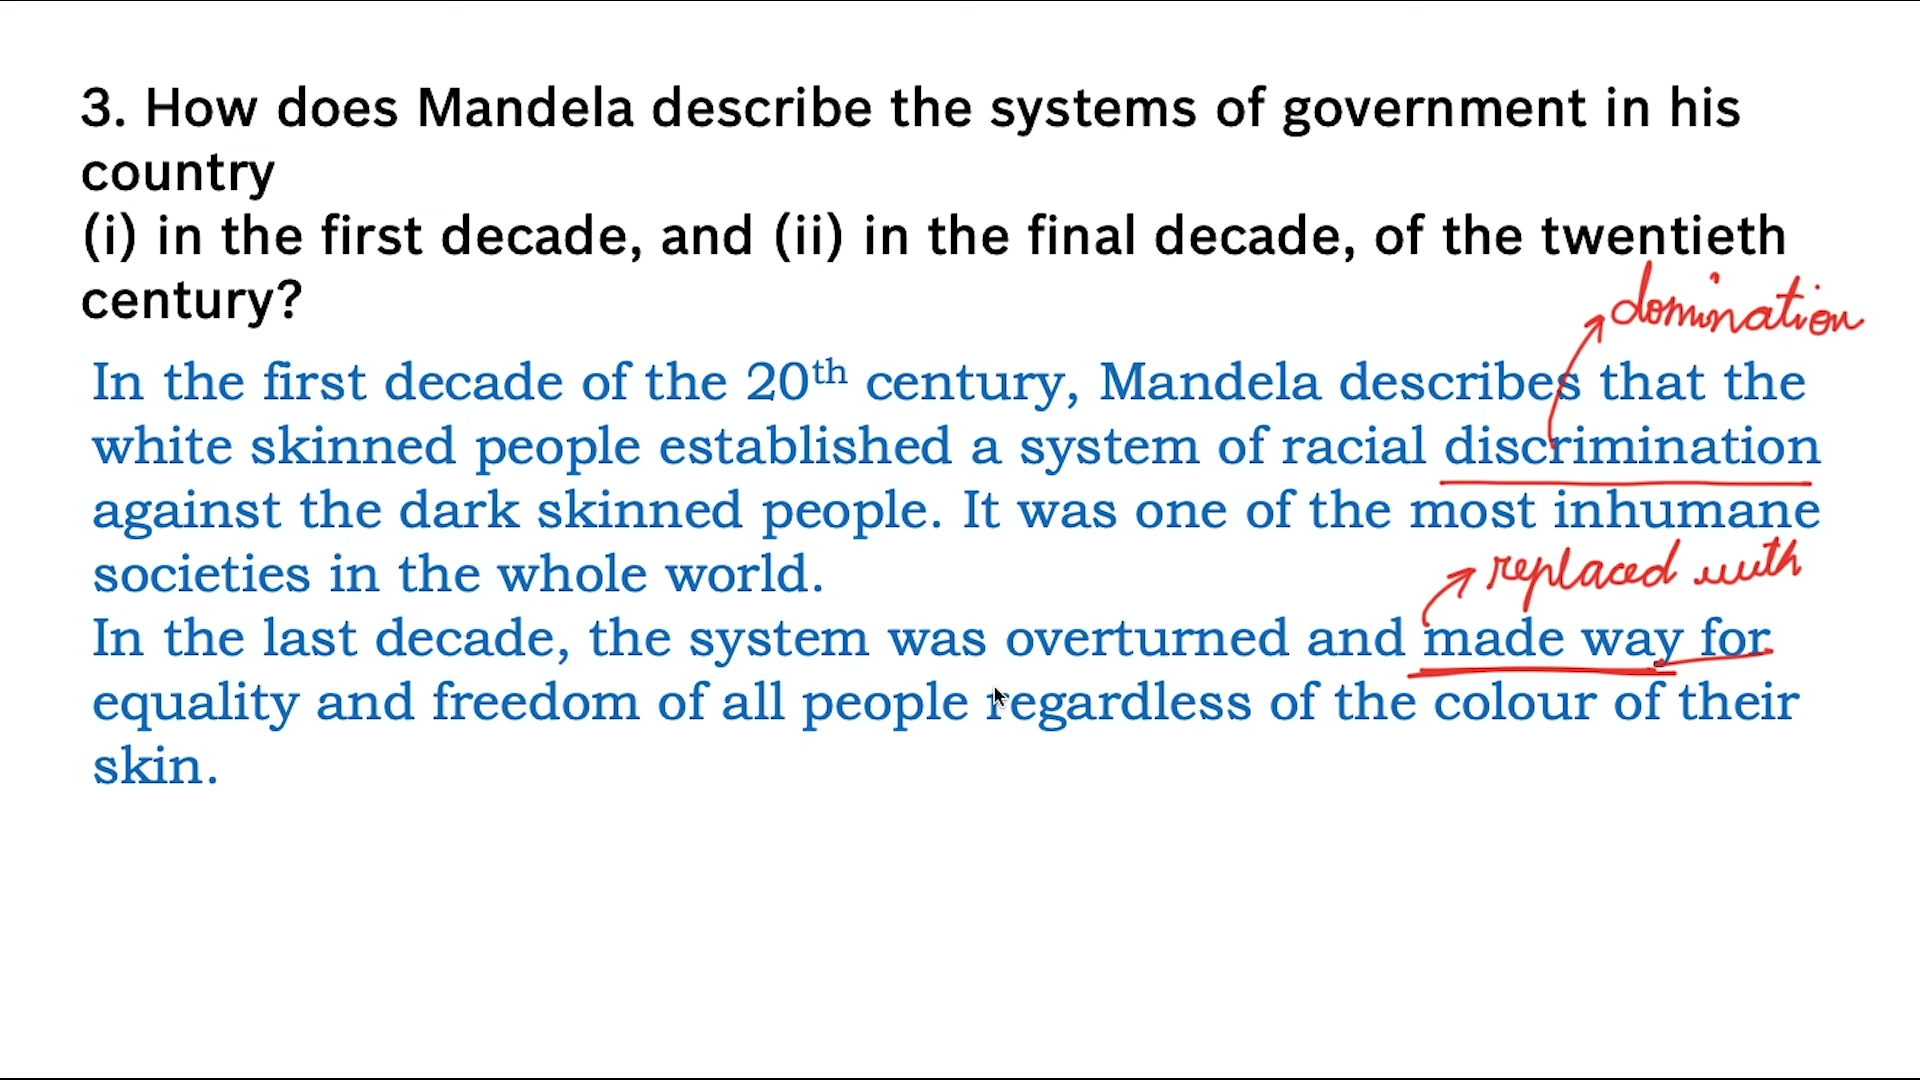 3. How does Mandela describe the systems of government in his
country
(i) in the first decade, and (ii) in the final decade, of the twentieth
century?
domination
In the first decade of the 20th century, Mandela describes that the
white skinned people established a system of racial discrimination
against the dark skinned people. It was one of the most inhumane
societies in the whole world.
replaced with
In the last decade, the system was overturned and made way for
equality and freedom of all people regardless of the colour of their
skin.